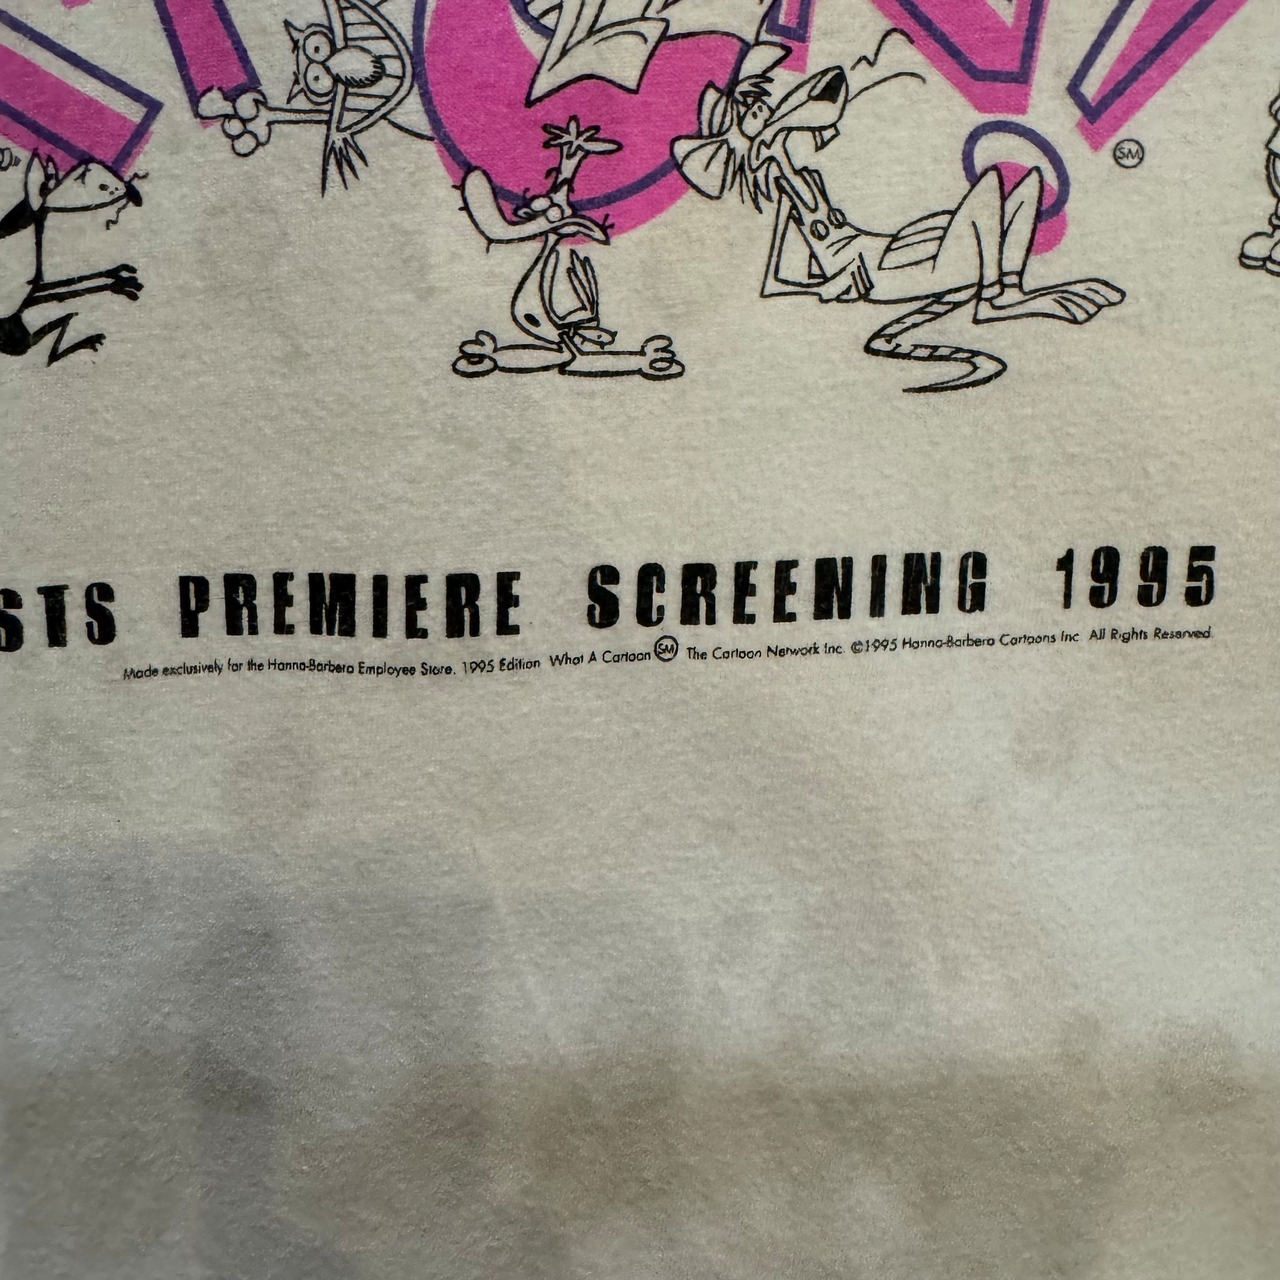 SM
STS PREMIERE SCREENING 1995
Made exclusively for the Hanna-Barbera Employee Store. 1995 Edition What A Cartoon SM The Cartoon Network Inc. ©1995 Hanna-Barbera Cartoons Inc. All Rights Reserved.